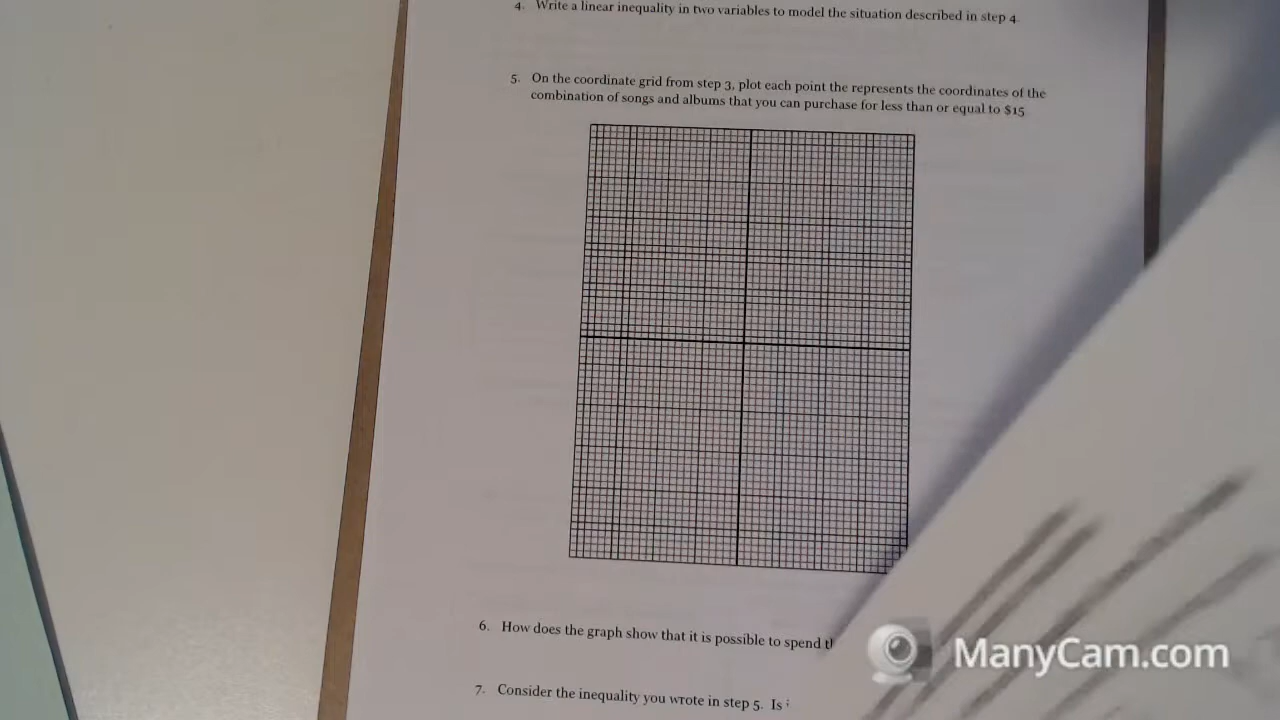 4. Write a linear inequality in two variables to model the situation described in step 4.
5. On the coordinate grid from step 3, plot each point the represents the coordinates of the
combination of songs and albums that you can purchase for less than or equal to $15
6. How does the graph show that it is possible to spend
7. Consider the inequality you wrote in step 5. Is
ManyCam.com